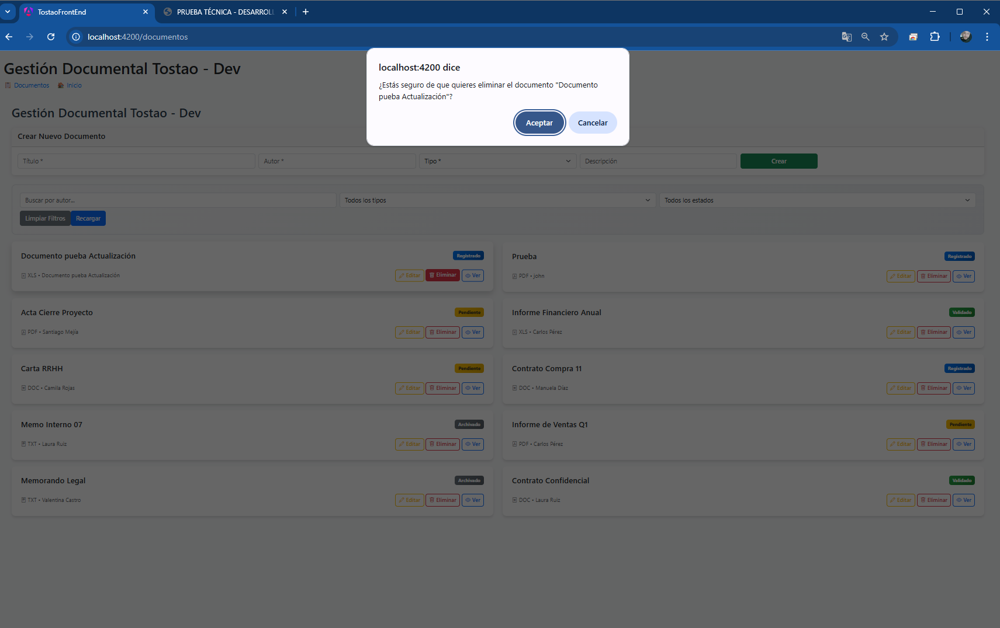 TostaoFrontEnd
PRUEBA TÉCNICA - DESARROL
localhost:4200/documentos
localhost:4200 dice
¿Estás seguro de que quieres eliminar el documento "Documento
pueba Actualización"?
Aceptar Cancelar
Gestión Documental Tostao - Dev
Documentos Inicio
Gestión Documental Tostao - Dev
Crear Nuevo Documento
Título * Autor * Tipo * Descripción Crear
Buscar por autor... Todos los tipos Todos los estados
Limpiar Filtros Recargar
Documento pueba Actualización Registrado
XLS • Documento pueba Actualización Editar Eliminar Ver
Prueba Registrado
PDF • john Editar Eliminar Ver
Acta Cierre Proyecto Pendiente
PDF • Santiago Mejía Editar Eliminar Ver
Informe Financiero Anual Validado
XLS • Carlos Pérez Editar Eliminar Ver
Carta RRHH Pendiente
DOC • Camila Rojas Editar Eliminar Ver
Contrato Compra 11 Registrado
DOC • Manuela Díaz Editar Eliminar Ver
Memo Interno 07 Archivado
TXT • Laura Ruiz Editar Eliminar Ver
Informe de Ventas Q1 Pendiente
PDF • Carlos Pérez Editar Eliminar Ver
Memorando Legal Archivado
TXT • Valentina Castro Editar Eliminar Ver
Contrato Confidencial Validado
DOC • Laura Ruiz Editar Eliminar Ver